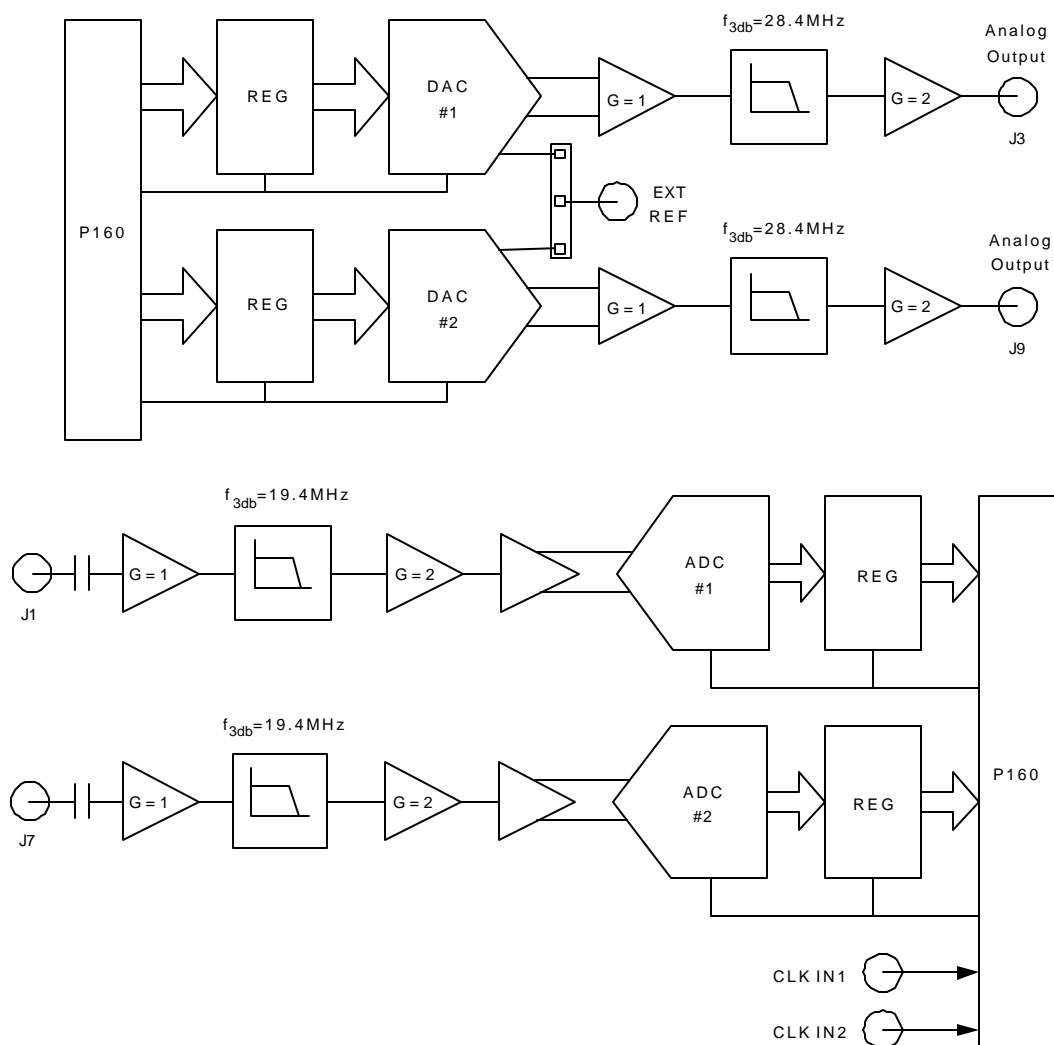 f3db=28.4MHz
Analog
Output
REG
DAC
#1
G=1
G=2
J3
EXT
REF
P160
f3db=28.4MHz
Analog
Output
REG
DAC
#2
G=1
G=2
J9
f3db=19.4MHz
J1
G=1
G=2
ADC
#1
REG
f3db=19.4MHz
J7
G=1
G=2
ADC
#2
REG
P160
CLK IN1
CLK IN2